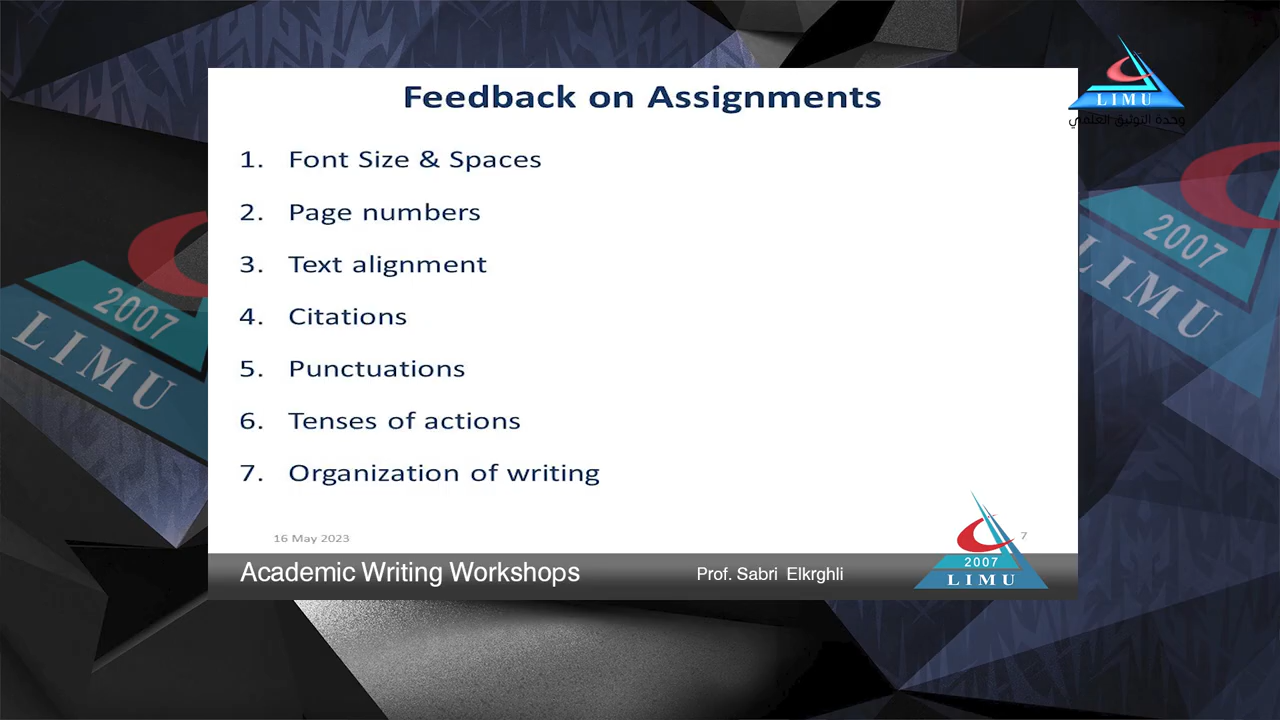 Feedback on Assignments
LIMU
وحدة التوثيق العلمي
1. Font Size & Spaces
2. Page numbers
3. Text alignment
4. Citations
5. Punctuations
6. Tenses of actions
7. Organization of writing
2007
LIMU
2007
LIMU
16 May 2023
7
Academic Writing Workshops
Prof. Sabri Elkrghli
2007
LIMU